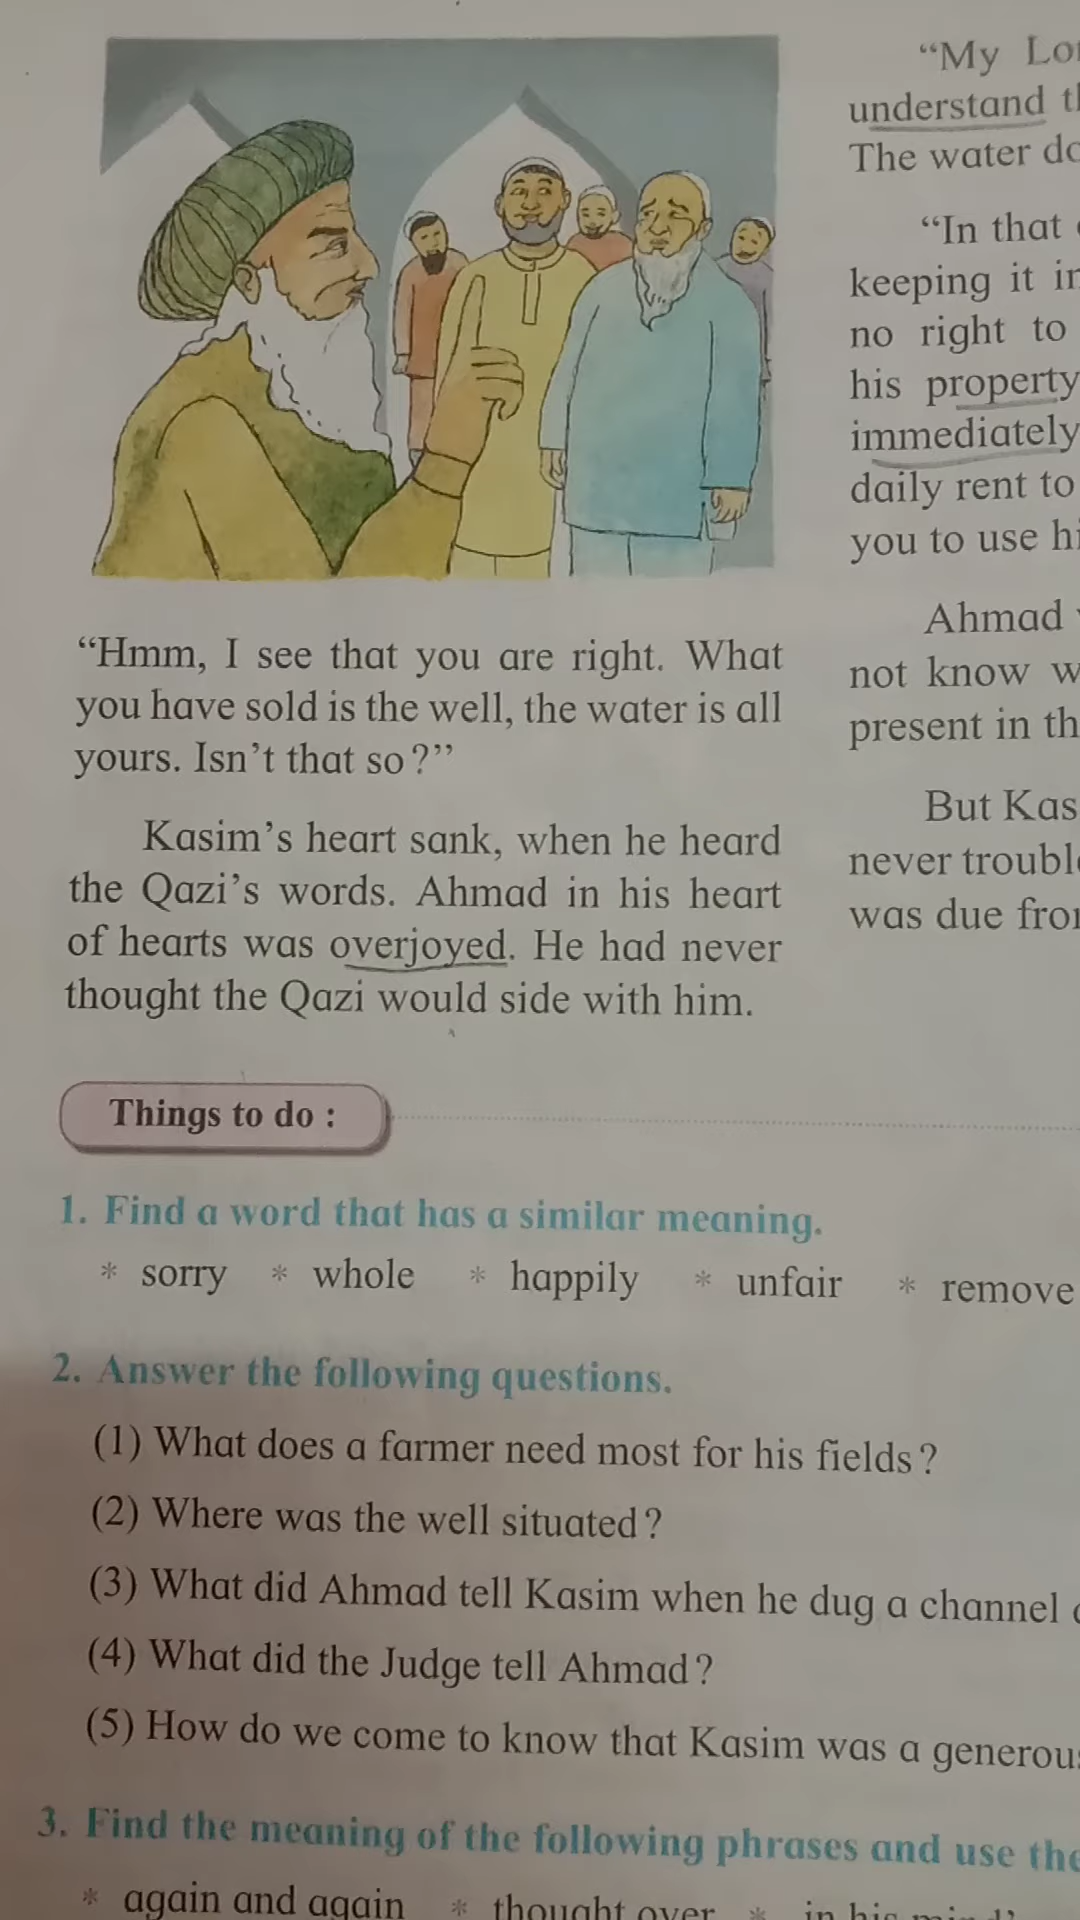 "Hmm, I see that you are right. What
you have sold is the well, the water is all
yours. Isn't that so?"
Kasim's heart sank, when he heard
the Qazi's words. Ahmad in his heart
of hearts was overjoyed. He had never
thought the Qazi would side with him.
"My
understand
The water
"In that
keeping it
no right to
his property
immediately
daily rent to
you to use
Ahmad
not know
present in
But
never
was due
Things to do :
1. Find a word that has a similar meaning.
* sorry * whole * happily * unfair * remove
2. Answer the following questions.
(1) What does a farmer need most for his fields?
(2) Where was the well situated?
(3) What did Ahmad tell Kasim when he dug a channel
(4) What did the Judge tell Ahmad?
(5) How do we come to know that Kasim was a
3. Find the meaning of the following phrases and use
* again and again * thought over * in his